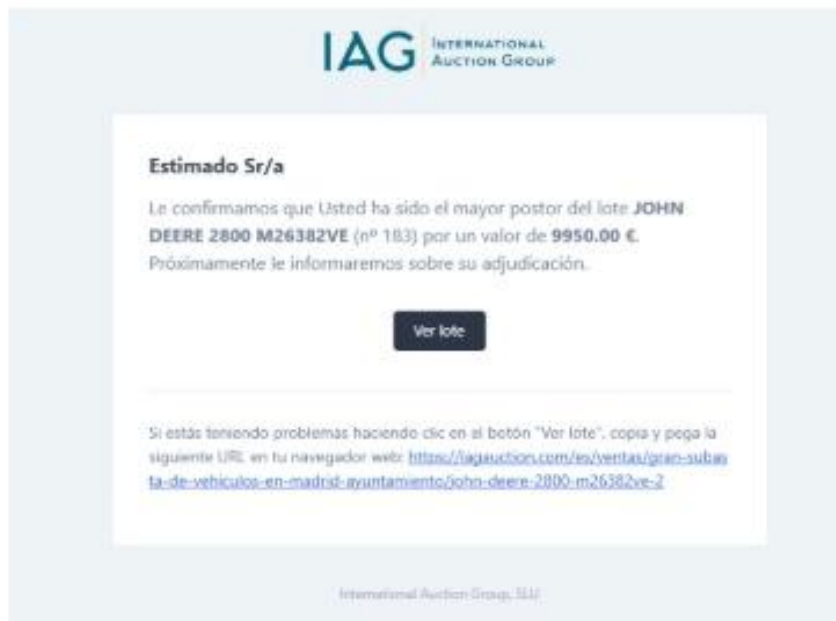 IAG INTERNATIONAL
AUCTION GROUP
Estimado Sr/a
Le confirmamos que Usted ha sido el mayor postor del lote JOHN
DEERE 2800 M26382VE (nº 183) por un valor de 9950.00 €.
Próximamente le informaremos sobre su adjudicación.
Ver lote
Si estás teniendo problemas haciendo clic en el botón "Ver lote", copia y pega la
siguiente URL en tu navegador web: https://iagauction.com/es/ventas/gran-subas
ta-de-vehiculos-en-madrid-ayuntamiento/john-deere-2800-m26382ve-2
International Auction Group, SLU